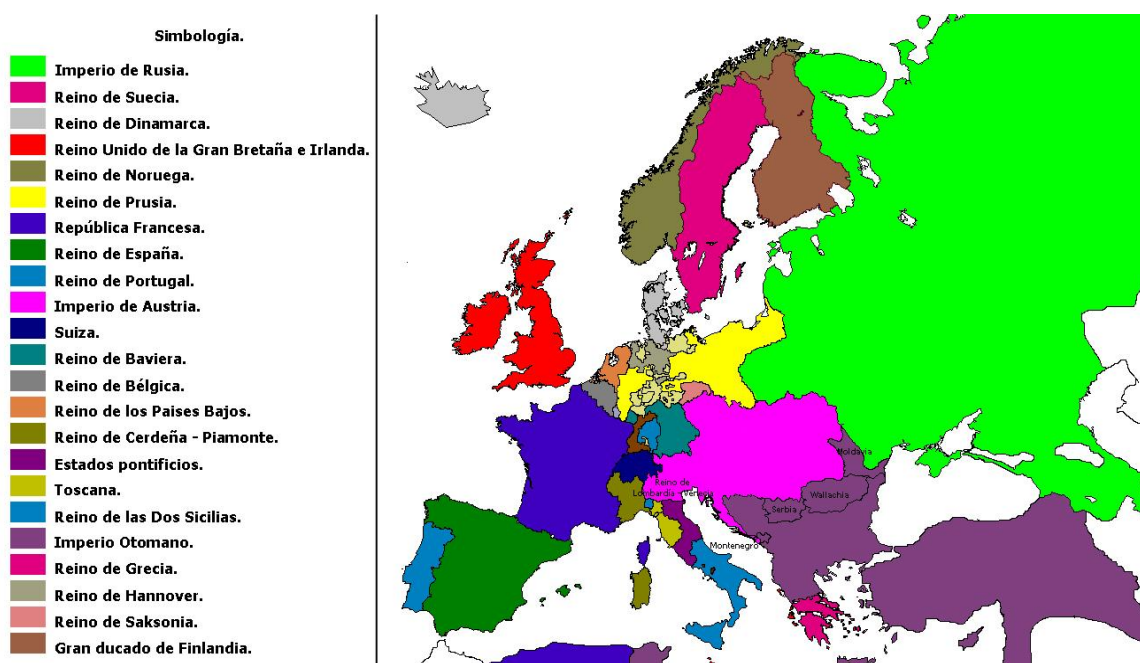 Simbología.
Imperio de Rusia.
Reino de Suecia.
Reino de Dinamarca.
Reino Unido de la Gran Bretaña e Irlanda.
Reino de Noruega.
Reino de Prusia.
República Francesa.
Reino de España.
Reino de Portugal.
Imperio de Austria.
Suiza.
Reino de Baviera.
Reino de Bélgica.
Reino de los Paises Bajos.
Reino de Cerdeña - Piamonte.
Estados pontificios.
Toscana.
Reino de las Dos Sicilias.
Imperio Otomano.
Reino de Grecia.
Reino de Hannover.
Reino de Saksonia.
Gran ducado de Finlandia.
Moldavia
Reino de
Lombardía - Venecia
Wallachia
Serbia
Montenegro